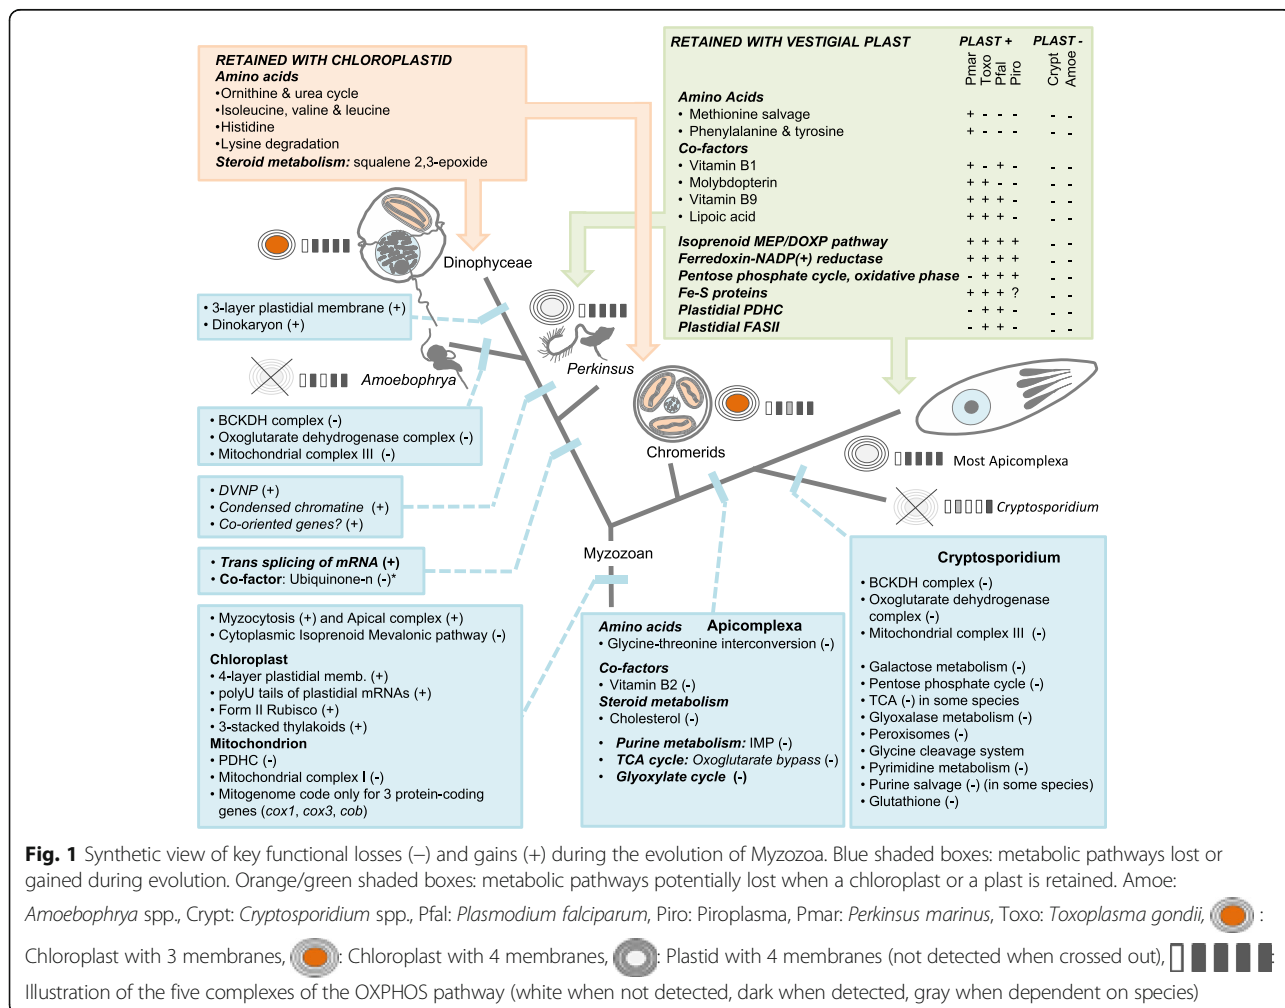 RETAINED WITH CHLOROPLASTID
Amino acids
•Ornithine & urea cycle
•Isoleucine, valine & leucine
•Histidine
•Lysine degradation
Steroid metabolism: squalene 2,3-epoxide
RETAINED WITH VESTIGIAL PLAST PLAST + PLAST -
Pmar Toxo Pfal Piro Crypt Amoe
Amino Acids
• Methionine salvage + - - - - -
• Phenylalanine & tyrosine + - - - - -
Co-factors
• Vitamin B1 + - + - - -
• Molybdopterin + + - - - -
• Vitamin B9 + + + - - -
• Lipoic acid + + + - - -
Isoprenoid MEP/DOXP pathway + + + + - -
Ferredoxin-NADP(+) reductase + + + + - -
Pentose phosphate cycle, oxidative phase - + + + - -
Fe-S proteins + + + ? - -
Plastidial PDHC - + + - - -
Plastidial FASII - + + - - -
Dinophyceae
• 3-layer plastidial membrane (+)
• Dinokaryon (+)
Amoebophrya
Perkinsus
Chromerids
Most Apicomplexa
Cryptosporidium
Myzozoan
• BCKDH complex (-)
• Oxoglutarate dehydrogenase complex (-)
• Mitochondrial complex III (-)
• DVNP (+)
• Condensed chromatine (+)
• Co-oriented genes? (+)
• Trans splicing of mRNA (+)
• Co-factor: Ubiquinone-n (-)*
• Myzocytosis (+) and Apical complex (+)
• Cytoplasmic Isoprenoid Mevalonic pathway (-)
Chloroplast
• 4-layer plastidial memb. (+)
• polyU tails of plastidial mRNAs (+)
• Form II Rubisco (+)
• 3-stacked thylakoids (+)
Mitochondrion
• PDHC (-)
• Mitochondrial complex I (-)
• Mitogenome code only for 3 protein-coding
genes (cox1, cox3, cob)
Amino acids Apicomplexa
• Glycine-threonine interconversion (-)
Co-factors
• Vitamin B2 (-)
Steroid metabolism
• Cholesterol (-)
• Purine metabolism: IMP (-)
• TCA cycle: Oxoglutarate bypass (-)
• Glyoxylate cycle (-)
Cryptosporidium
• BCKDH complex (-)
• Oxoglutarate dehydrogenase
complex (-)
• Mitochondrial complex III (-)
• Galactose metabolism (-)
• Pentose phosphate cycle (-)
• TCA (-) in some species
• Glyoxalase metabolism (-)
• Peroxisomes (-)
• Glycine cleavage system
• Pyrimidine metabolism (-)
• Purine salvage (-) (in some species)
• Glutathione (-)
Fig. 1 Synthetic view of key functional losses (−) and gains (+) during the evolution of Myzozoa. Blue shaded boxes: metabolic pathways lost or
gained during evolution. Orange/green shaded boxes: metabolic pathways potentially lost when a chloroplast or a plast is retained. Amoe:
Amoebophrya spp., Crypt: Cryptosporidium spp., Pfal: Plasmodium falciparum, Piro: Piroplasma, Pmar: Perkinsus marinus, Toxo: Toxoplasma gondii, :
Chloroplast with 3 membranes, : Chloroplast with 4 membranes, : Plastid with 4 membranes (not detected when crossed out), :
Illustration of the five complexes of the OXPHOS pathway (white when not detected, dark when detected, gray when dependent on species)